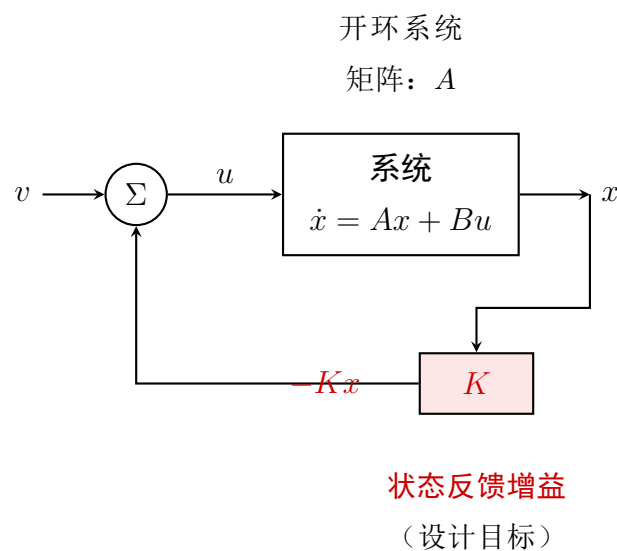 开环系统
矩阵：A
v
Σ
u
系统
ẋ = Ax + Bu
x
−Kx
K
状态反馈增益
（设计目标）